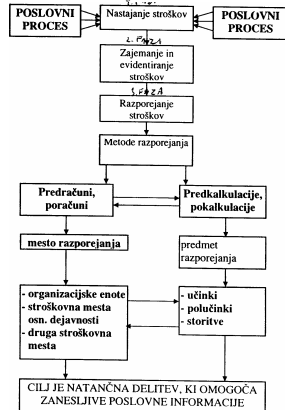 POSLOVNI
PROCES
Nastajanje stroškov
POSLOVNI
PROCES
2. FAZA
Zajemanje in
evidentiranje
stroškov
3. FAZA
Razporejanje
stroškov
Metode razporejanja
Predračuni,
poračuni
Predkalkulacije,
pokalkulacije
mesto razporejanja
predmet
razporejanja
- organizacijske enote
- stroškovna mesta
osn. dejavnosti
- druga stroškovna
mesta
- učinki
- polučinki
- storitve
CILJ JE NATANČNA DELITEV, KI OMOGOČA
ZANESLJIVE POSLOVNE INFORMACIJE